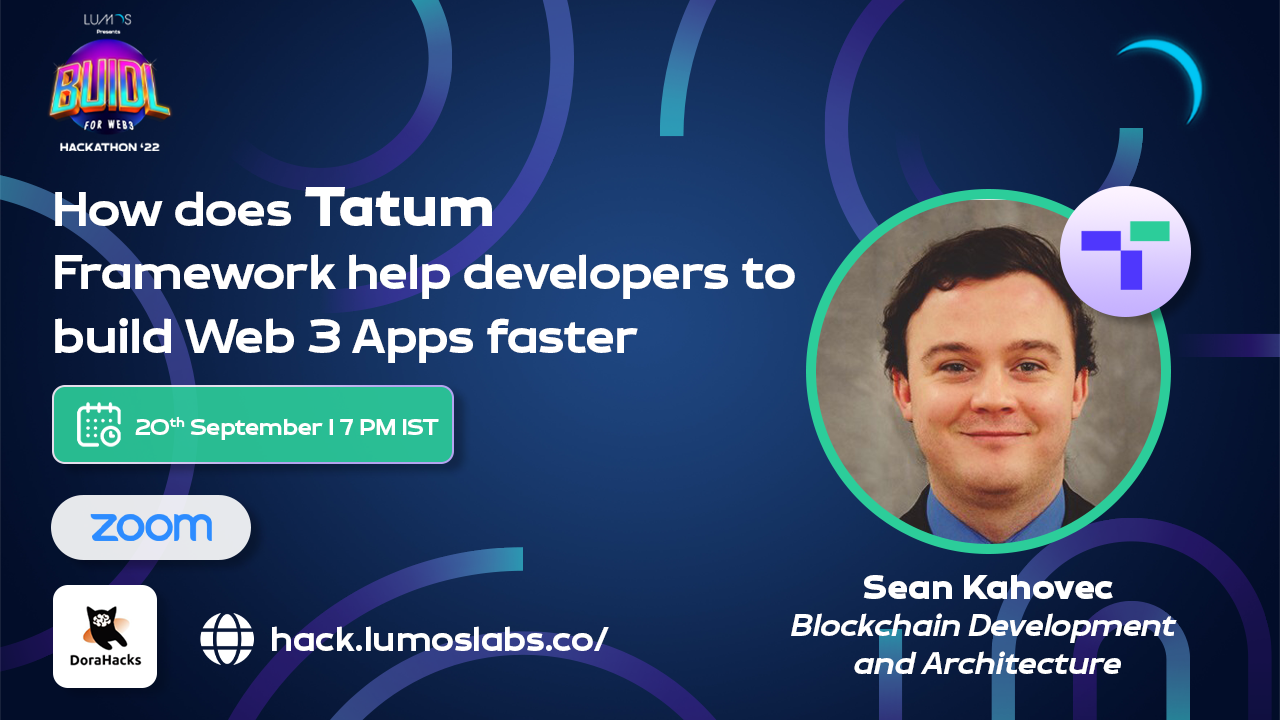 LUMOS
Presents
BUIDL
FOR WEB3
HACKATHON ‘22
How does Tatum
Framework help developers to
build Web 3 Apps faster
20th September I 7 PM IST
zoom
DoraHacks
hack.lumoslabs.co/
Sean Kahovec
Blockchain Development
and Architecture